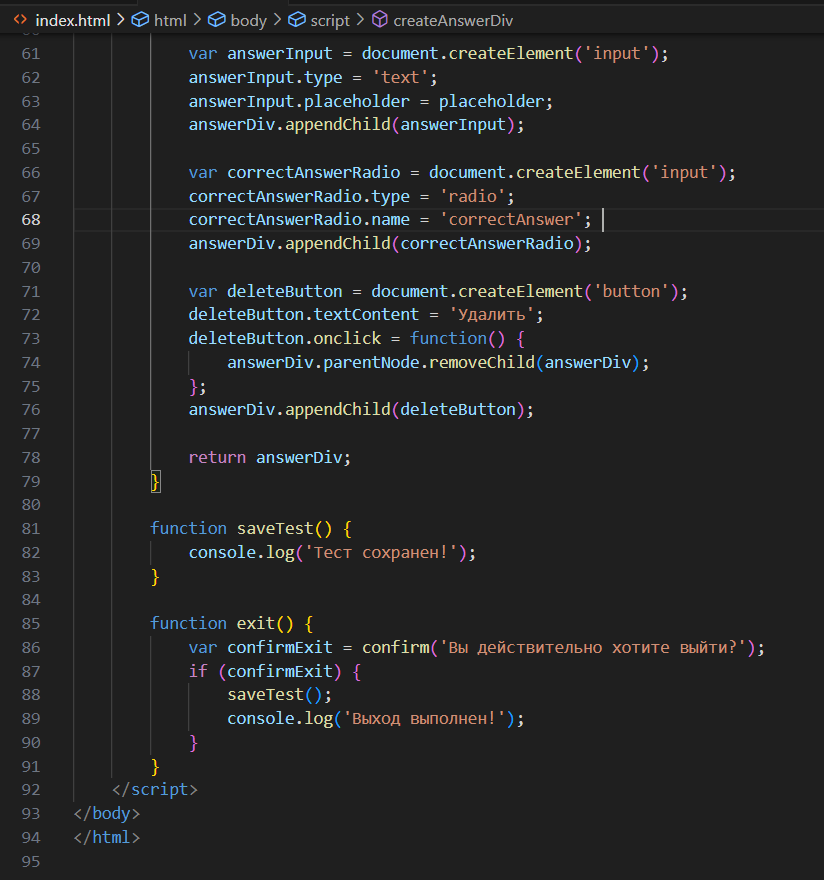 index.html > html > body > script > createAnswerDiv
61 var answerInput = document.createElement('input');
62 answerInput.type = 'text';
63 answerInput.placeholder = placeholder;
64 answerDiv.appendChild(answerInput);
65
66 var correctAnswerRadio = document.createElement('input');
67 correctAnswerRadio.type = 'radio';
68 correctAnswerRadio.name = 'correctAnswer';
69 answerDiv.appendChild(correctAnswerRadio);
70
71 var deleteButton = document.createElement('button');
72 deleteButton.textContent = 'Удалить';
73 deleteButton.onclick = function() {
74 answerDiv.parentNode.removeChild(answerDiv);
75 };
76 answerDiv.appendChild(deleteButton);
77
78 return answerDiv;
79 }
80
81 function saveTest() {
82 console.log('Тест сохранен!');
83 }
84
85 function exit() {
86 var confirmExit = confirm('Вы действительно хотите выйти?');
87 if (confirmExit) {
88 saveTest();
89 console.log('Выход выполнен!');
90 }
91 }
92 </script>
93 </body>
94 </html>
95